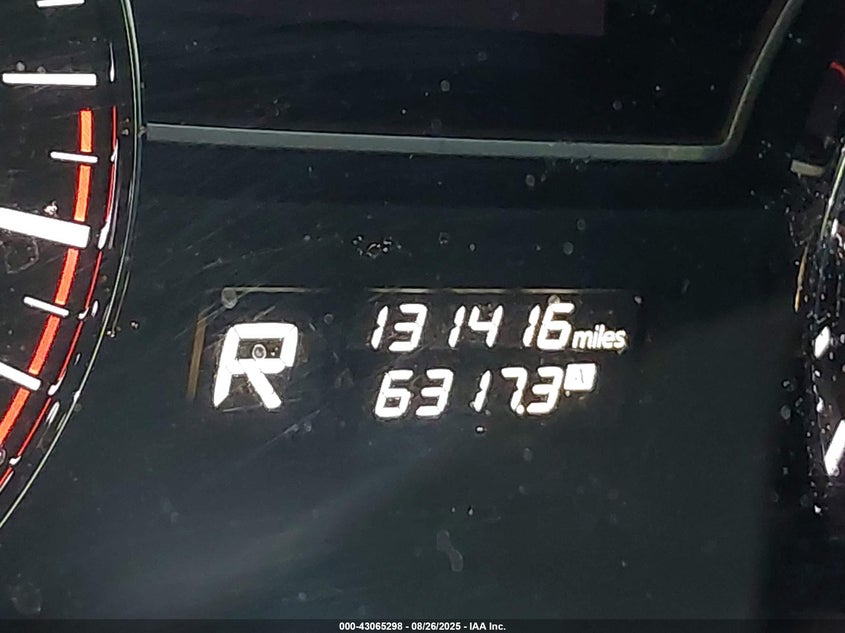 R
131416 miles
6317.3 A
000-43065298 - 08/26/2025 - IAA Inc.